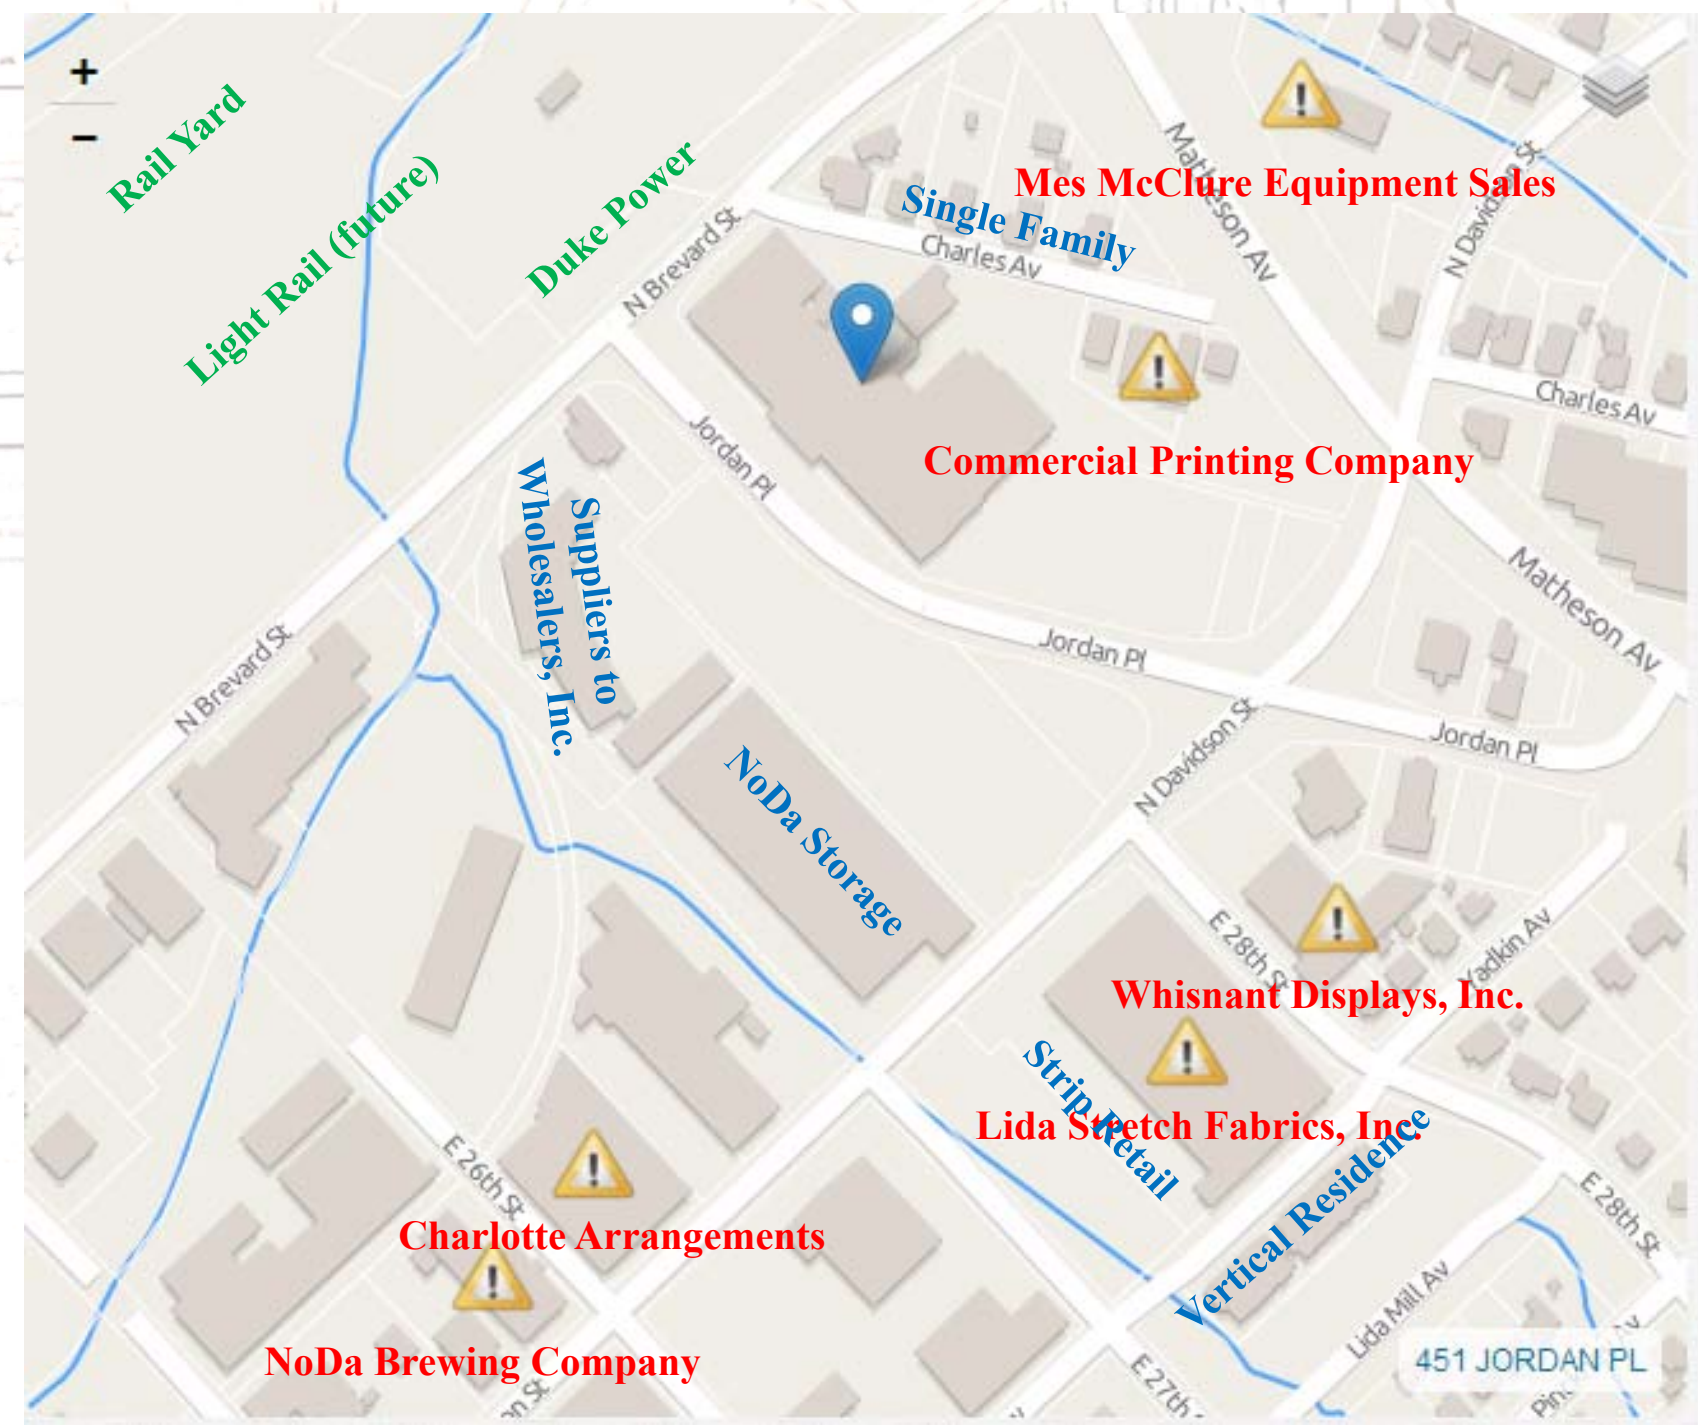 +
−
Rail Yard
Light Rail (future)
Duke Power
N Brevard St
Single Family
Charles Av
Matheson Av
Mes McClure Equipment Sales
N Davidson St
Charles Av
Commercial Printing Company
Jordan Pl
Suppliers to
Wholesalers, Inc.
Matheson Av
Jordan Pl
N Brevard St
Jordan Pl
N Davidson St
NoDa Storage
E 28th St
Yadkin Av
Whisnant Displays, Inc.
Strip Retail
Lida Stretch Fabrics, Inc.
Vertical Residence
E 26th St
Charlotte Arrangements
E 28th St
Lida Mill Av
NoDa Brewing Company
451 JORDAN PL
E 27th